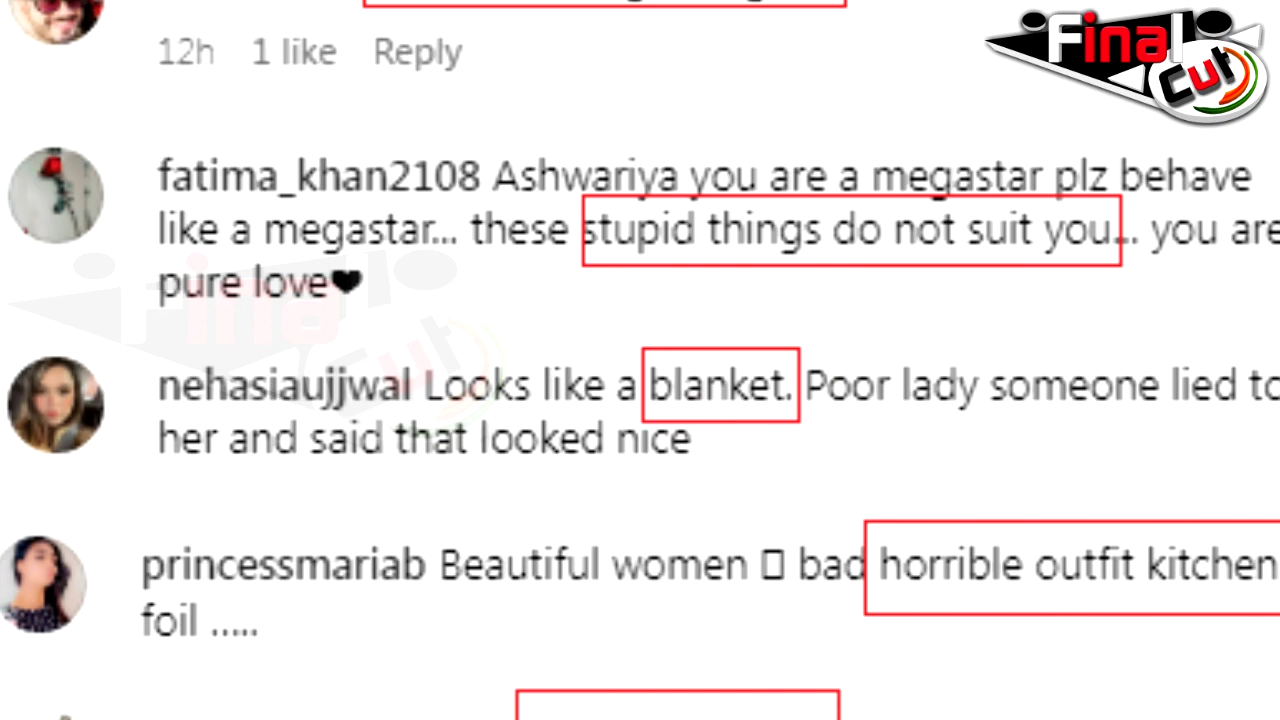 Final
Cut
12h 1 like Reply
fatima_khan2108 Ashwariya you are a megastar plz behave
like a megastar... these stupid things do not suit you... you are
pure love❤
Final
Cut
nehasiaujjwal Looks like a blanket. Poor lady someone lied to
her and said that looked nice
princessmariab Beautiful women 𛲡 bad horrible outfit kitchen
foil .....